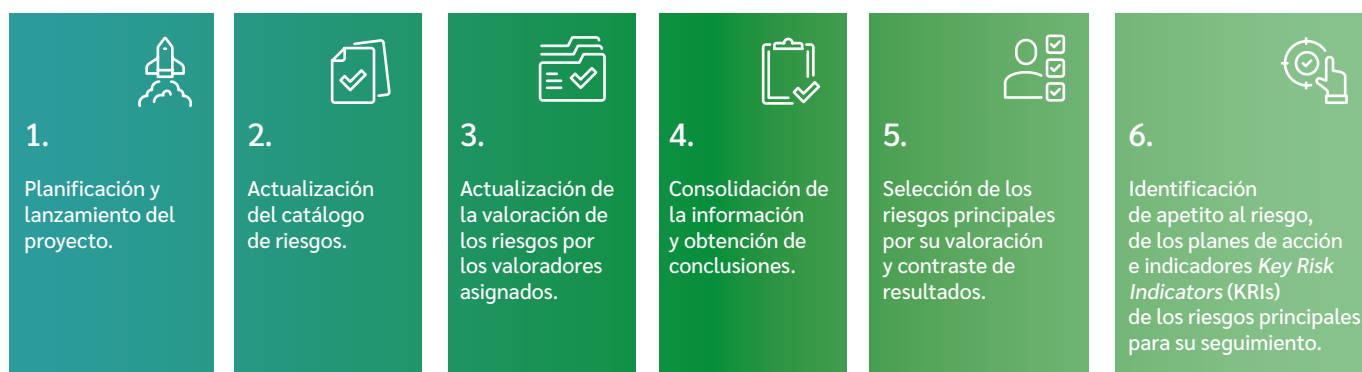 1.
Planificación y
lanzamiento del
proyecto.
2.
Actualización
del catálogo
de riesgos.
3.
Actualización de
la valoración de
los riesgos por
los valoradores
asignados.
4.
Consolidación de
la información
y obtención de
conclusiones.
5.
Selección de los
riesgos principales
por su valoración
y contraste de
resultados.
6.
Identificación
de apetito al riesgo,
de los planes de acción
e indicadores Key Risk
Indicators (KRIs)
de los riesgos principales
para su seguimiento.